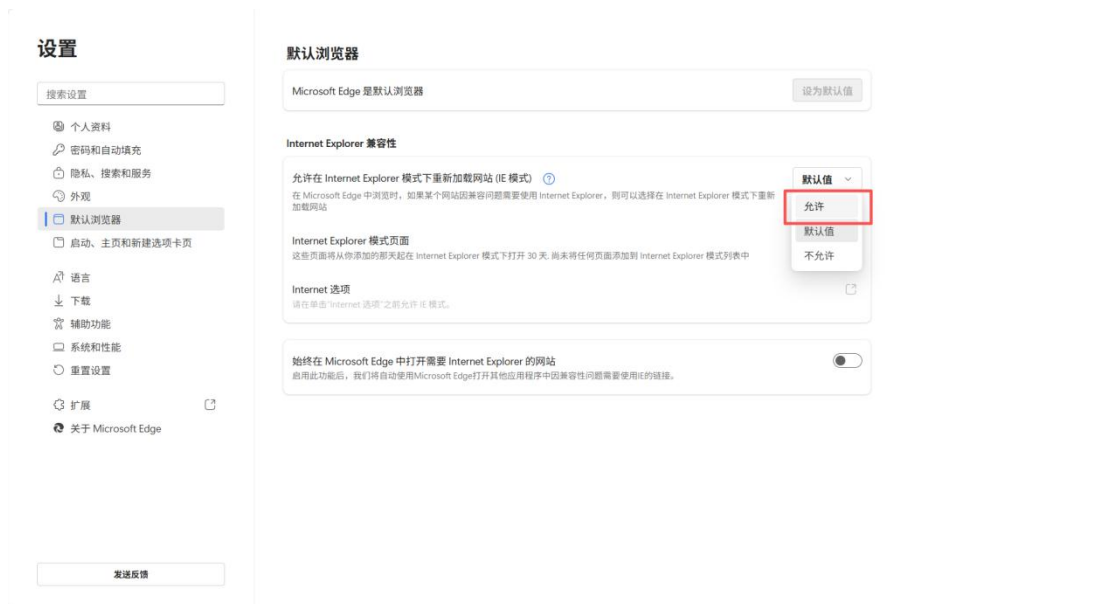 设置
搜索设置
个人资料
密码和自动填充
隐私、搜索和服务
外观
默认浏览器
启动、主页和新建选项卡页
语言
下载
辅助功能
系统和性能
重置设置
扩展
关于 Microsoft Edge
发送反馈
默认浏览器
Microsoft Edge 是默认浏览器
设为默认值
Internet Explorer 兼容性
允许在 Internet Explorer 模式下重新加载网站 (IE 模式)
默认值
在 Microsoft Edge 中浏览时，如果某个网站因兼容问题需要使用 Internet Explorer，则可以选择在 Internet Explorer 模式下重新
加载网站
允许
默认值
不允许
Internet Explorer 模式页面
这些页面将从你添加的那天起在 Internet Explorer 模式下打开 30 天. 尚未将任何页面添加到 Internet Explorer 模式列表中
Internet 选项
请在单击"Internet 选项"之前允许 IE 模式。
始终在 Microsoft Edge 中打开需要 Internet Explorer 的网站
启用此功能后，我们将自动使用Microsoft Edge打开其他应用程序中因兼容性问题需要使用IE的链接。